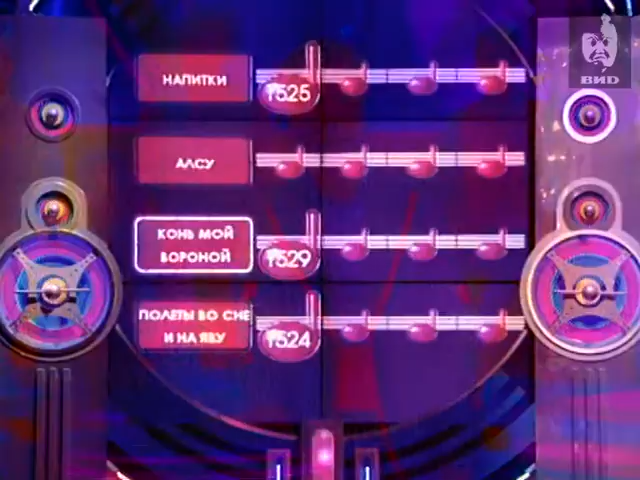 ВИD
НАПИТКИ
1525
АЛСУ
КОНЬ МОЙ
ВОРОНОЙ
1529
ПОЛЕТЫ ВО СНЕ
И НА ЯВУ
1524